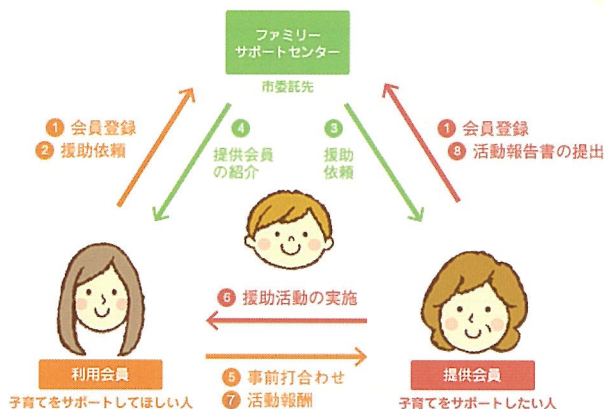 ファミリー
サポートセンター
市委託先
1 会員登録
2 援助依頼
4
提供会員
の紹介
3
援助
依頼
1 会員登録
8 活動報告書の提出
6 援助活動の実施
利用会員
子育てをサポートしてほしい人
5 事前打合わせ
7 活動報酬
提供会員
子育てをサポートしたい人